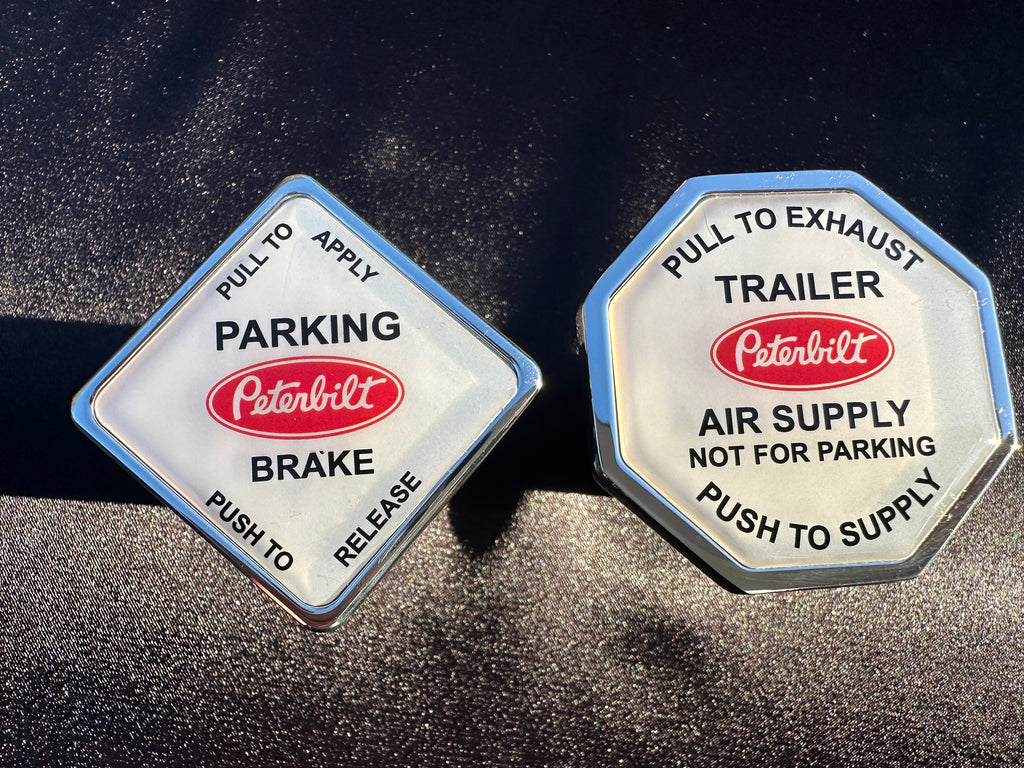 PULL TO APPLY
PARKING
Peterbilt
BRAKE
PUSH TO RELEASE
PULL TO EXHAUST
TRAILER
Peterbilt
AIR SUPPLY
NOT FOR PARKING
PUSH TO SUPPLY